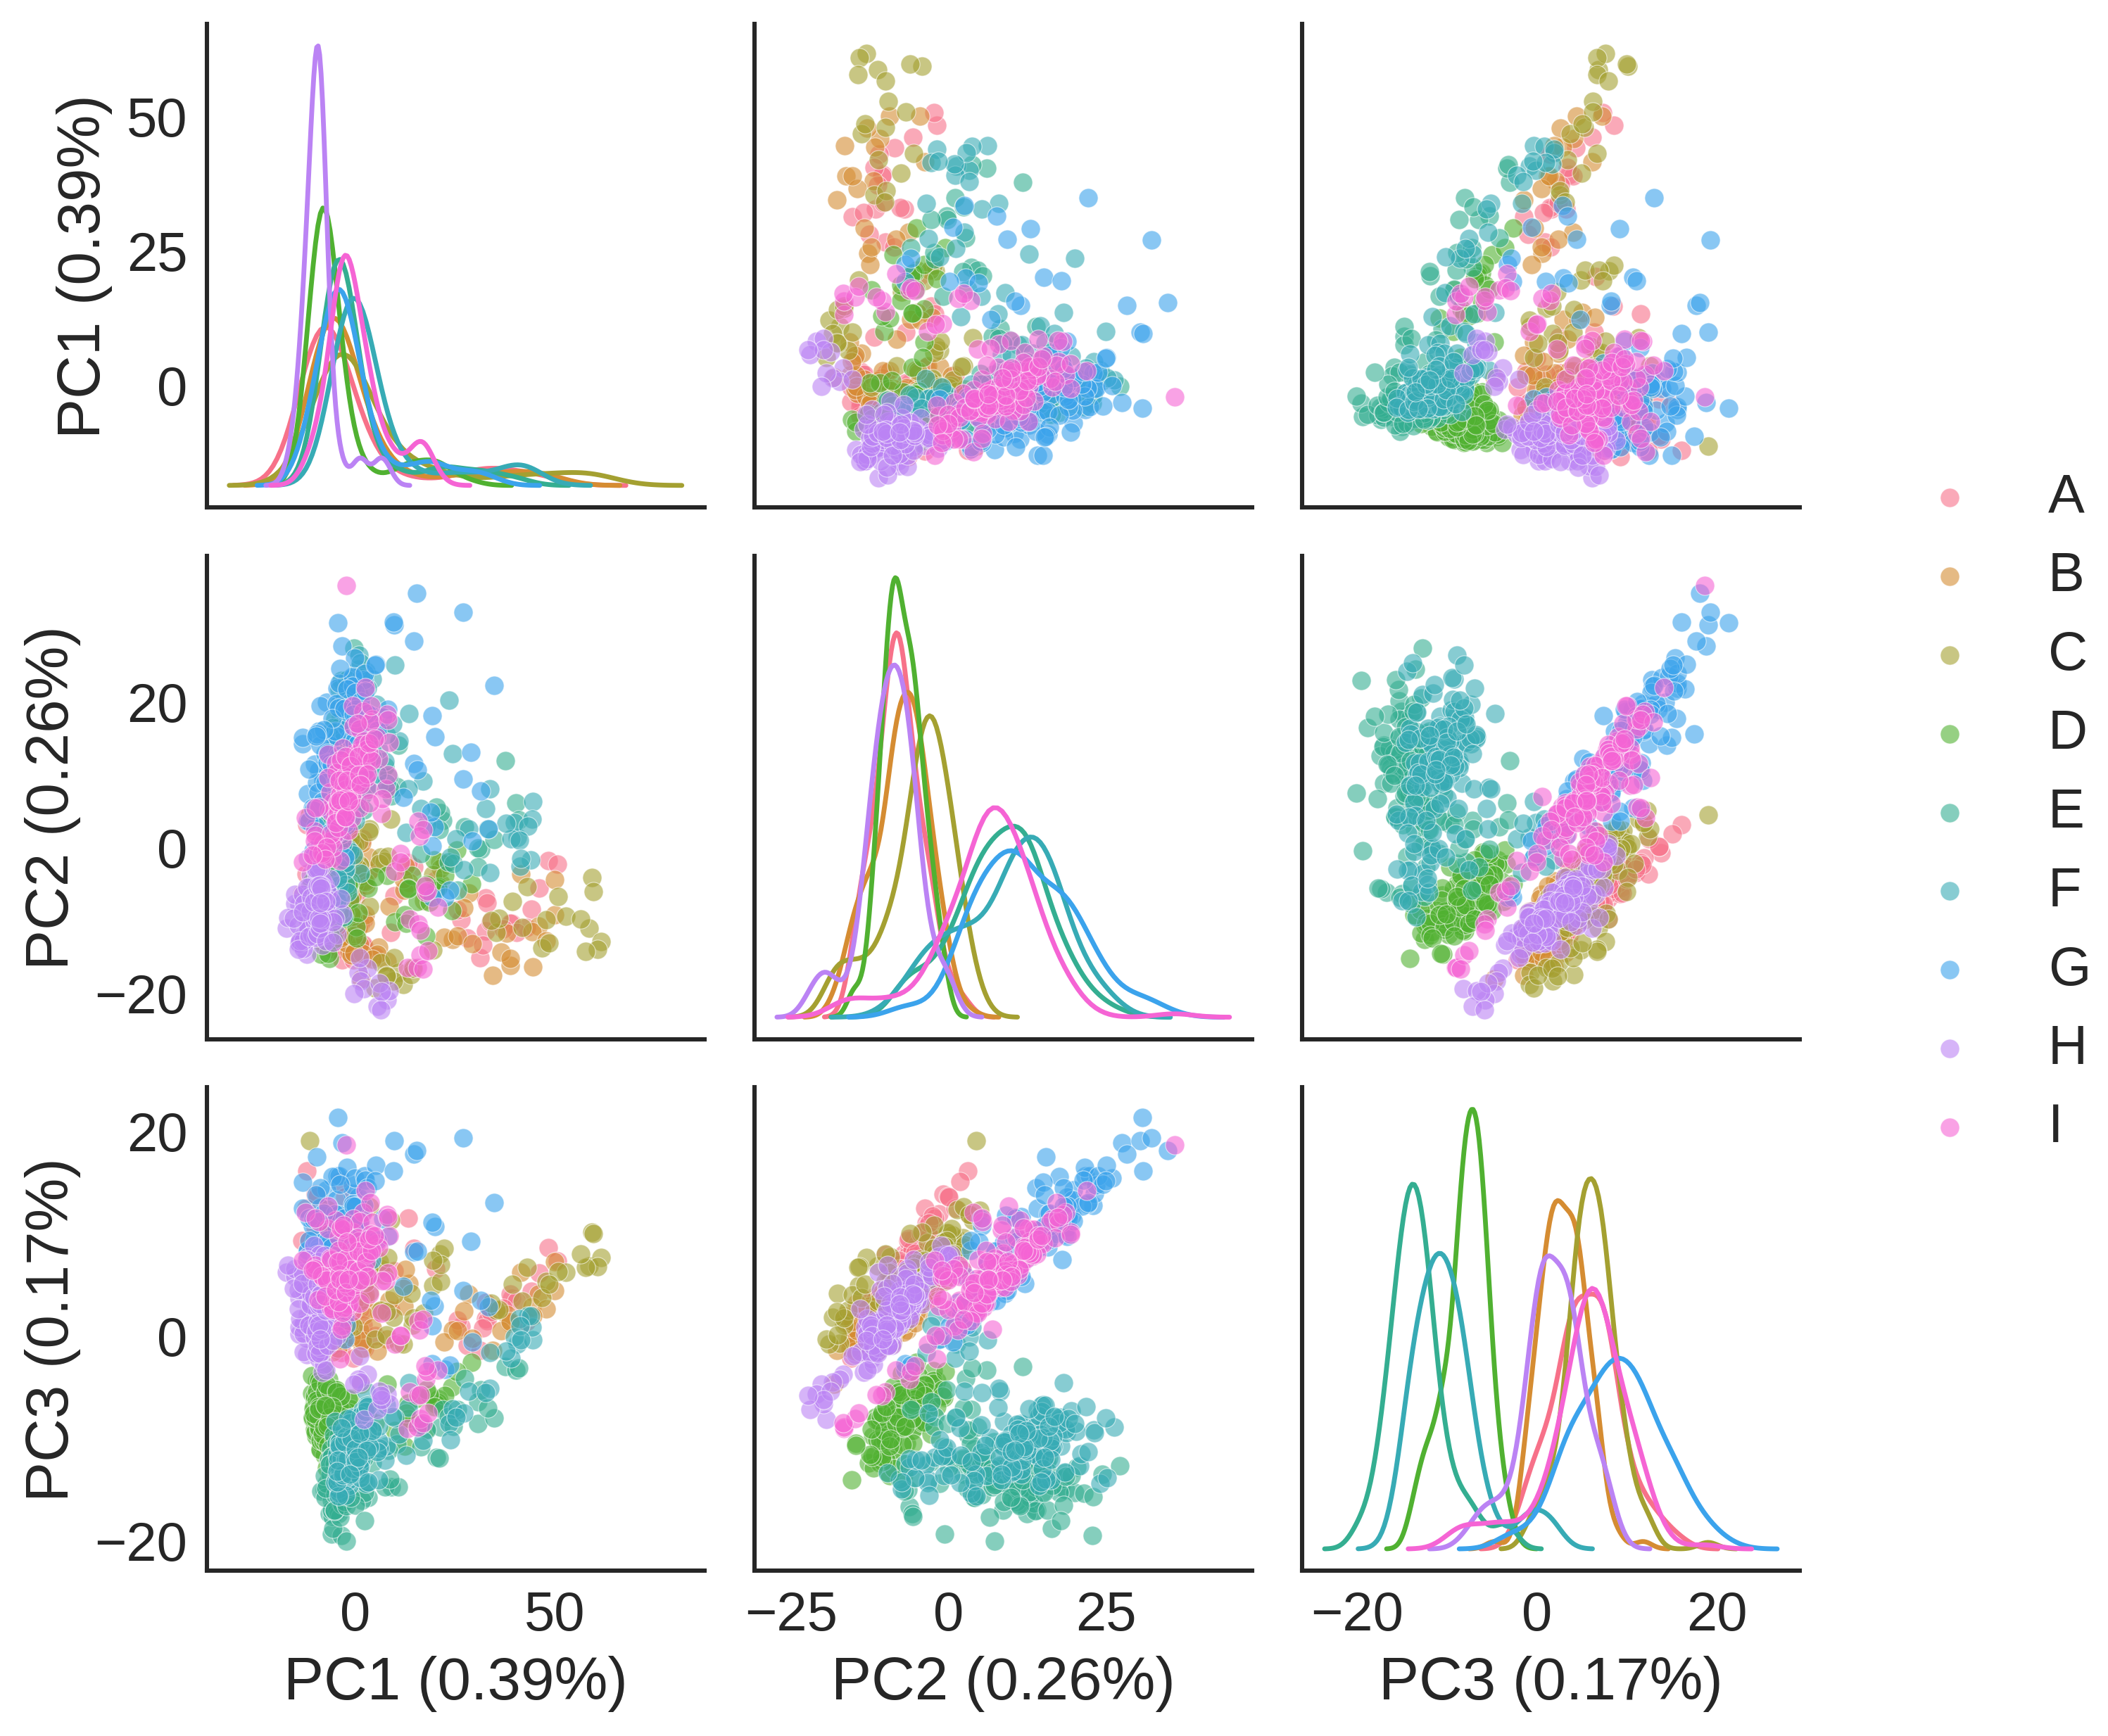 PC1 (0.39%)
50
25
0
PC2 (0.26%)
20
0
−20
PC3 (0.17%)
20
0
−20
0 50
−25 0 25
−20 0 20
PC1 (0.39%)
PC2 (0.26%)
PC3 (0.17%)
A
B
C
D
E
F
G
H
I